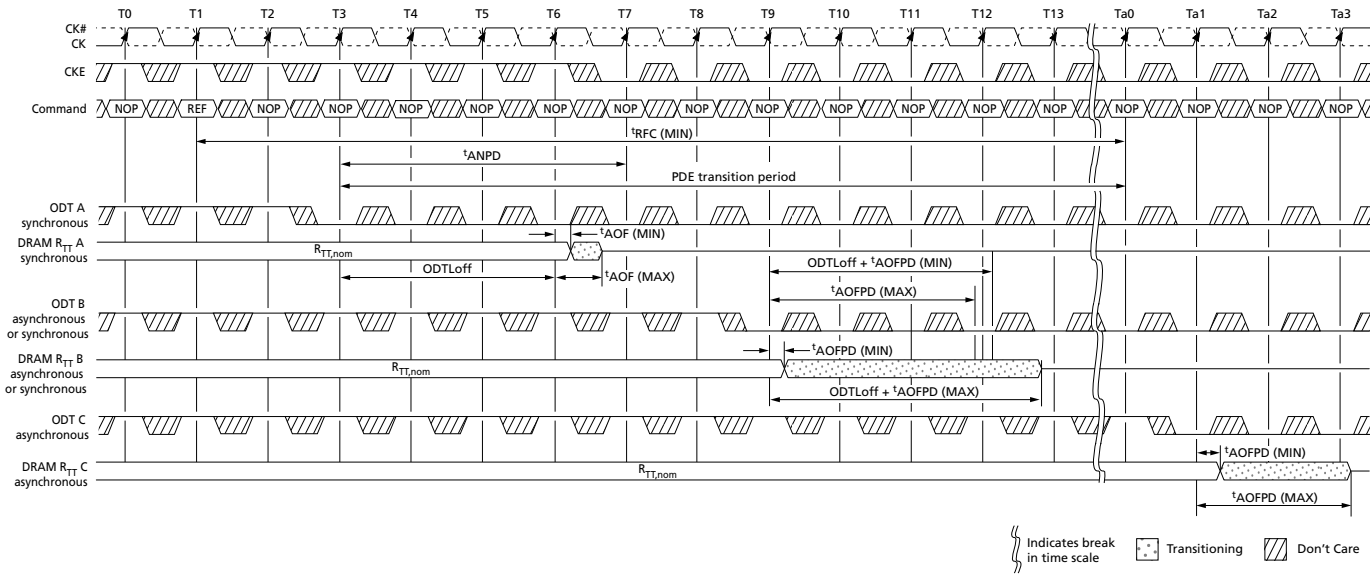 T0 T1 T2 T3 T4 T5 T6 T7 T8 T9 T10 T11 T12 T13 Ta0 Ta1 Ta2 Ta3
CK#
CK
CKE
Command NOP REF NOP NOP NOP NOP NOP NOP NOP NOP NOP NOP NOP NOP NOP NOP NOP NOP
tRFC (MIN)
tANPD
PDE transition period
ODT A
synchronous
tAOF (MIN)
DRAM RTT A
synchronous
RTT,nom
ODTLoff
tAOF (MAX)
ODTLoff + tAOFPD (MIN)
tAOFPD (MAX)
ODT B
asynchronous
or synchronous
tAOFPD (MIN)
DRAM RTT B
asynchronous
or synchronous
RTT,nom
ODTLoff + tAOFPD (MAX)
ODT C
asynchronous
tAOFPD (MIN)
DRAM RTT C
asynchronous
RTT,nom
tAOFPD (MAX)
Indicates break
in time scale
Transitioning
Don't Care